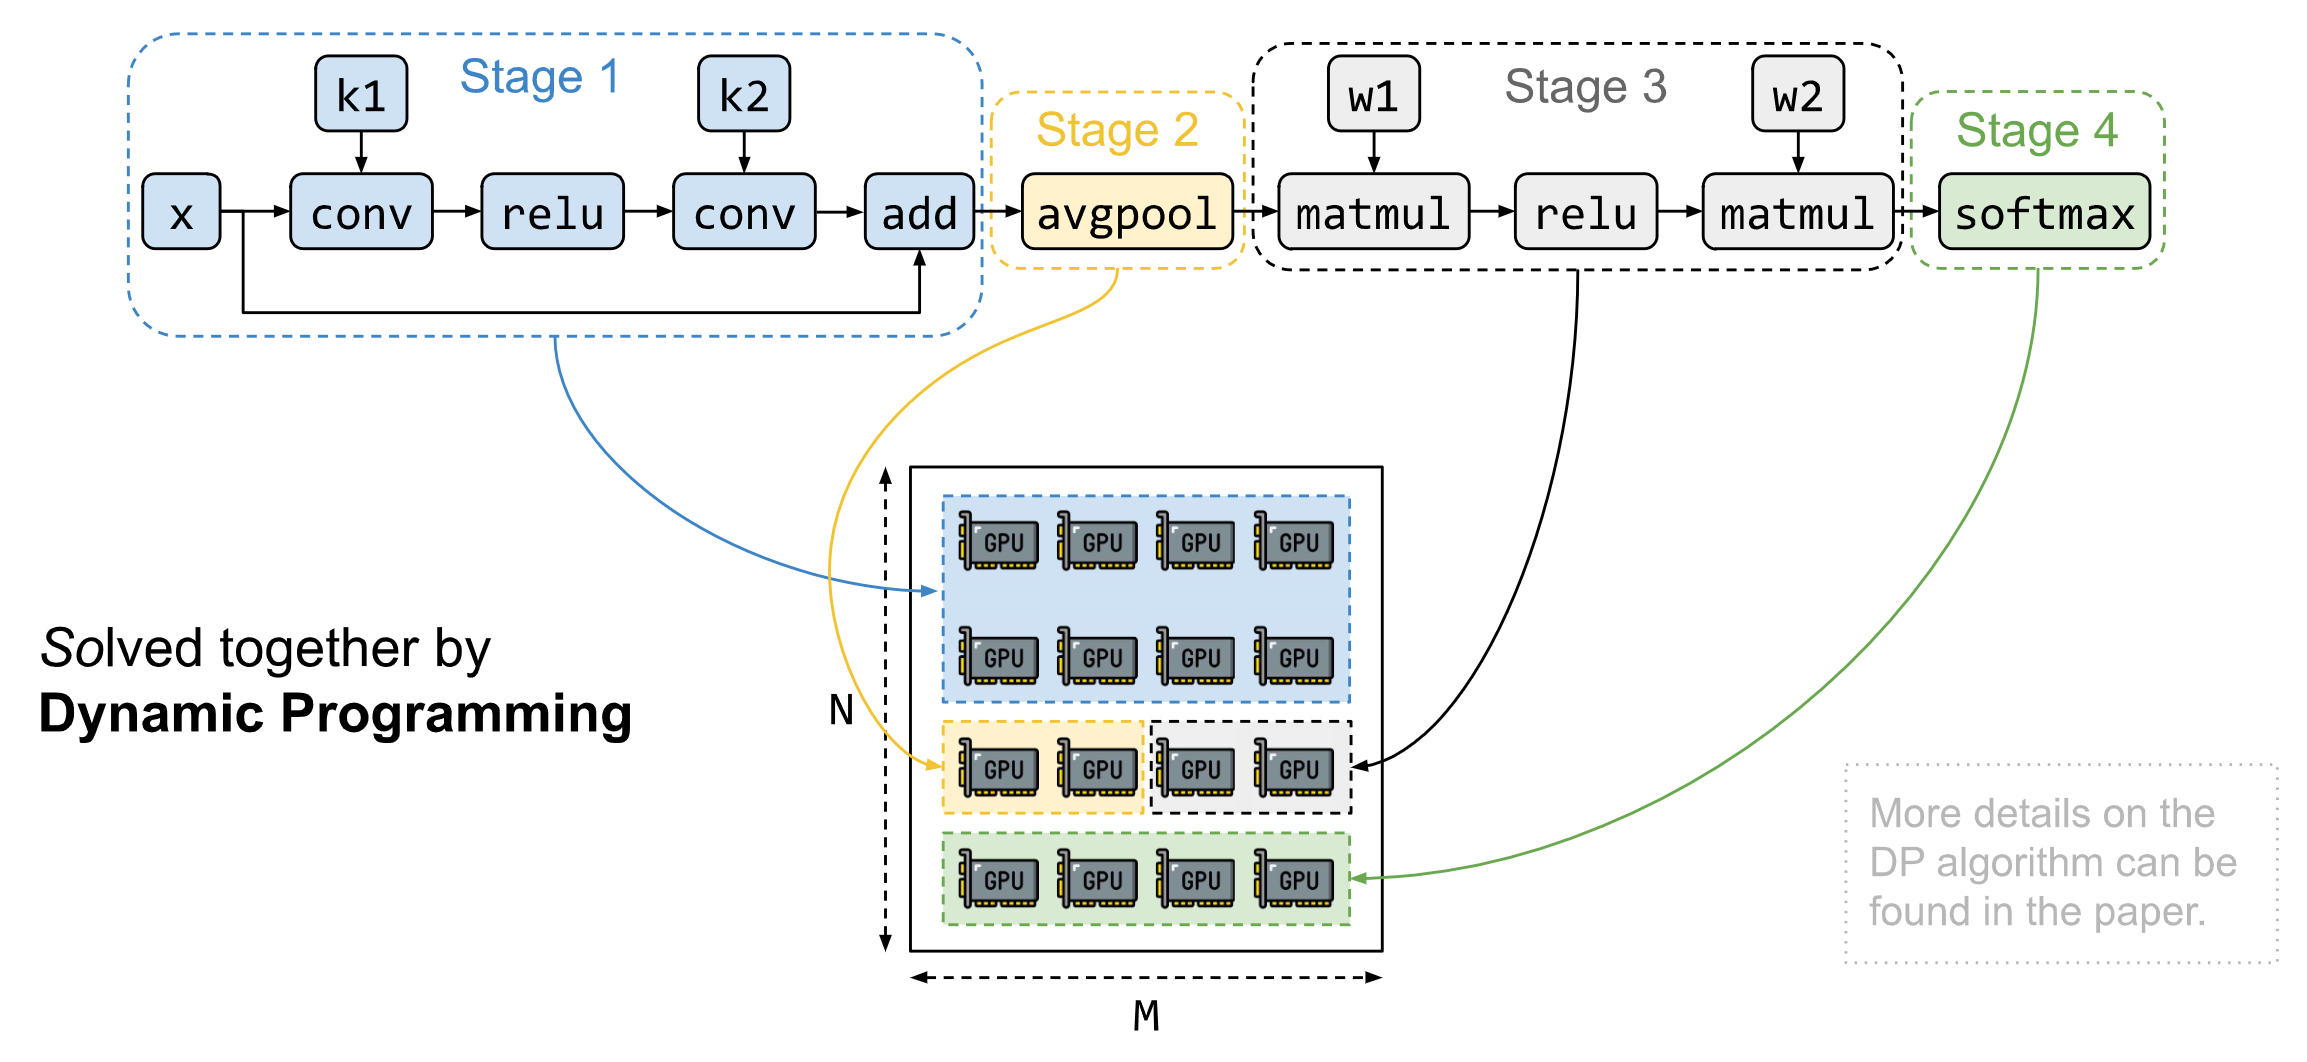 Stage 1
k1
k2
x
conv
relu
conv
add
Stage 2
avgpool
Stage 3
w1
w2
matmul
relu
matmul
Stage 4
softmax
GPU GPU GPU GPU
GPU GPU GPU GPU
GPU GPU GPU GPU
GPU GPU GPU GPU
N
M
Solved together by
Dynamic Programming
More details on the
DP algorithm can be
found in the paper.